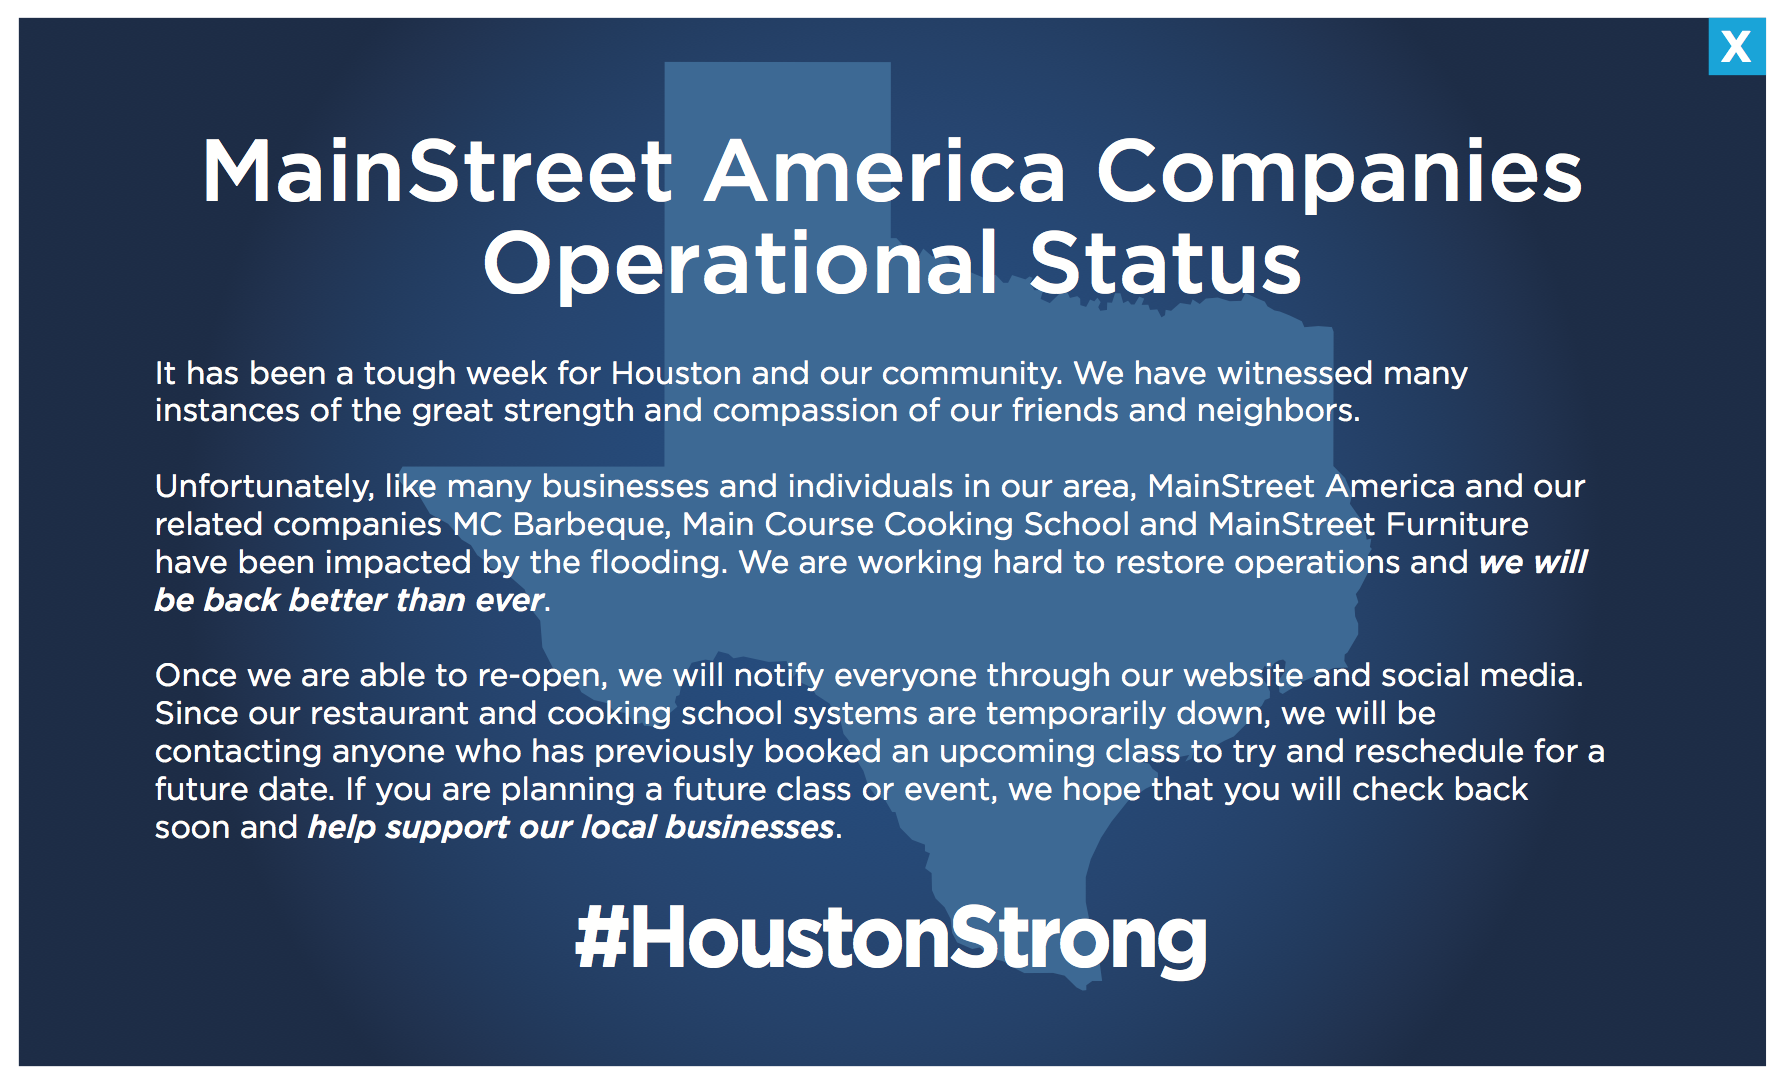 X
MainStreet America Companies
Operational Status
It has been a tough week for Houston and our community. We have witnessed many
instances of the great strength and compassion of our friends and neighbors.
Unfortunately, like many businesses and individuals in our area, MainStreet America and our
related companies MC Barbeque, Main Course Cooking School and MainStreet Furniture
have been impacted by the flooding. We are working hard to restore operations and we will
be back better than ever.
Once we are able to re-open, we will notify everyone through our website and social media.
Since our restaurant and cooking school systems are temporarily down, we will be
contacting anyone who has previously booked an upcoming class to try and reschedule for a
future date. If you are planning a future class or event, we hope that you will check back
soon and help support our local businesses.
#HoustonStrong